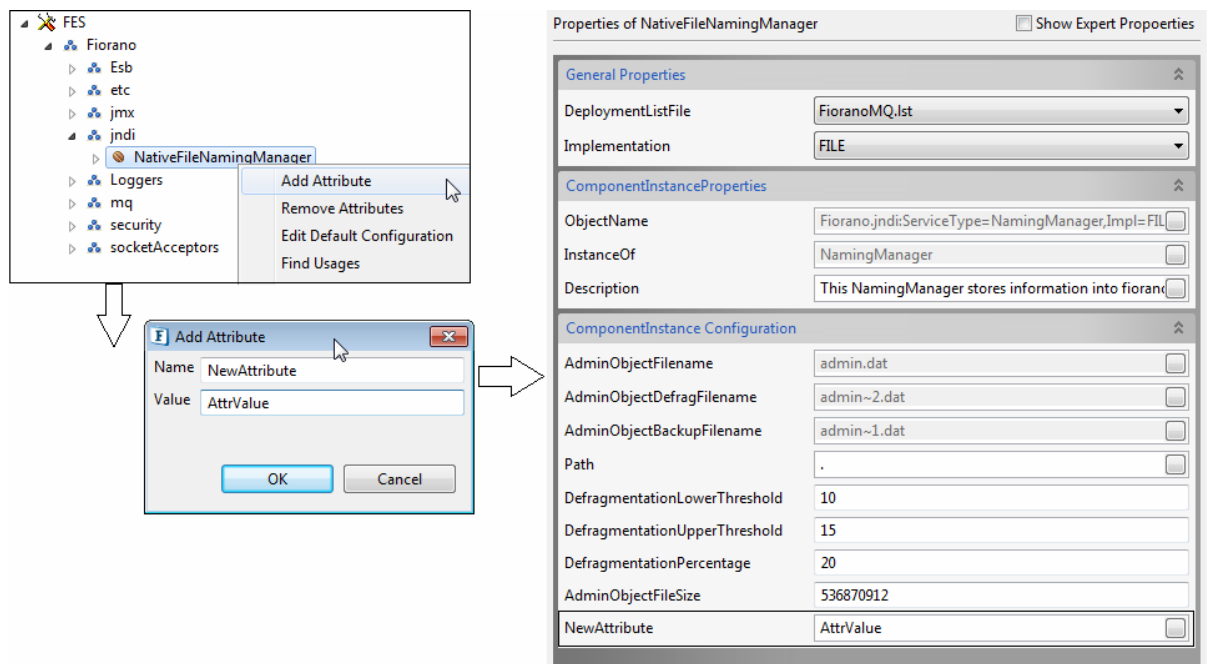 FES
Fiorano
Esb
etc
jmx
jndi
NativeFileNamingManager
Loggers
mq
security
socketAcceptors
Add Attribute
Remove Attributes
Edit Default Configuration
Find Usages
Add Attribute
Name NewAttribute
Value AttrValue
OK Cancel
Properties of NativeFileNamingManager Show Expert Propoerties
General Properties
DeploymentListFile FioranoMQ.lst
Implementation FILE
ComponentInstanceProperties
ObjectName Fiorano.jndi:ServiceType=NamingManager,Impl=FIL
InstanceOf NamingManager
Description This NamingManager stores information into fioran
ComponentInstance Configuration
AdminObjectFilename admin.dat
AdminObjectDefragFilename admin~2.dat
AdminObjectBackupFilename admin~1.dat
Path .
DefragmentationLowerThreshold 10
DefragmentationUpperThreshold 15
DefragmentationPercentage 20
AdminObjectFileSize 536870912
NewAttribute AttrValue